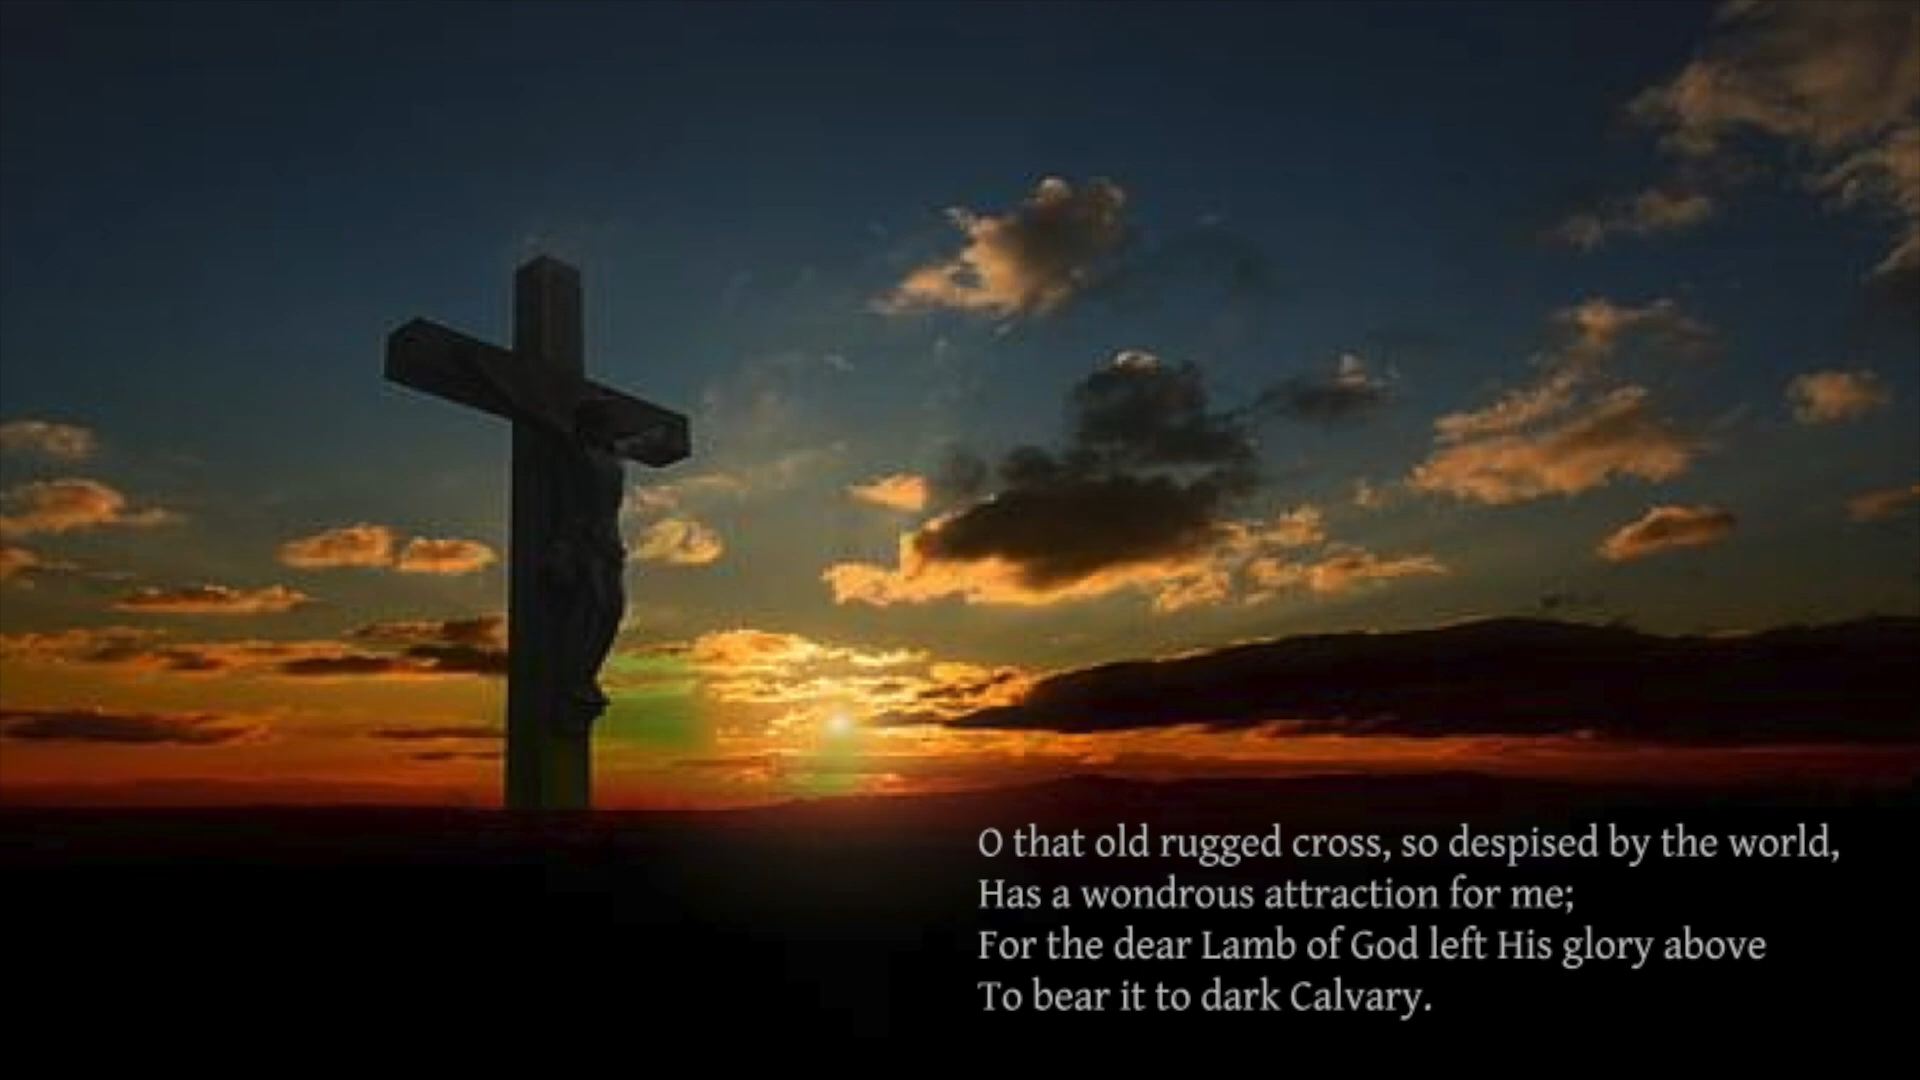 O that old rugged cross, so despised by the world,
Has a wondrous attraction for me;
For the dear Lamb of God left His glory above
To bear it to dark Calvary.